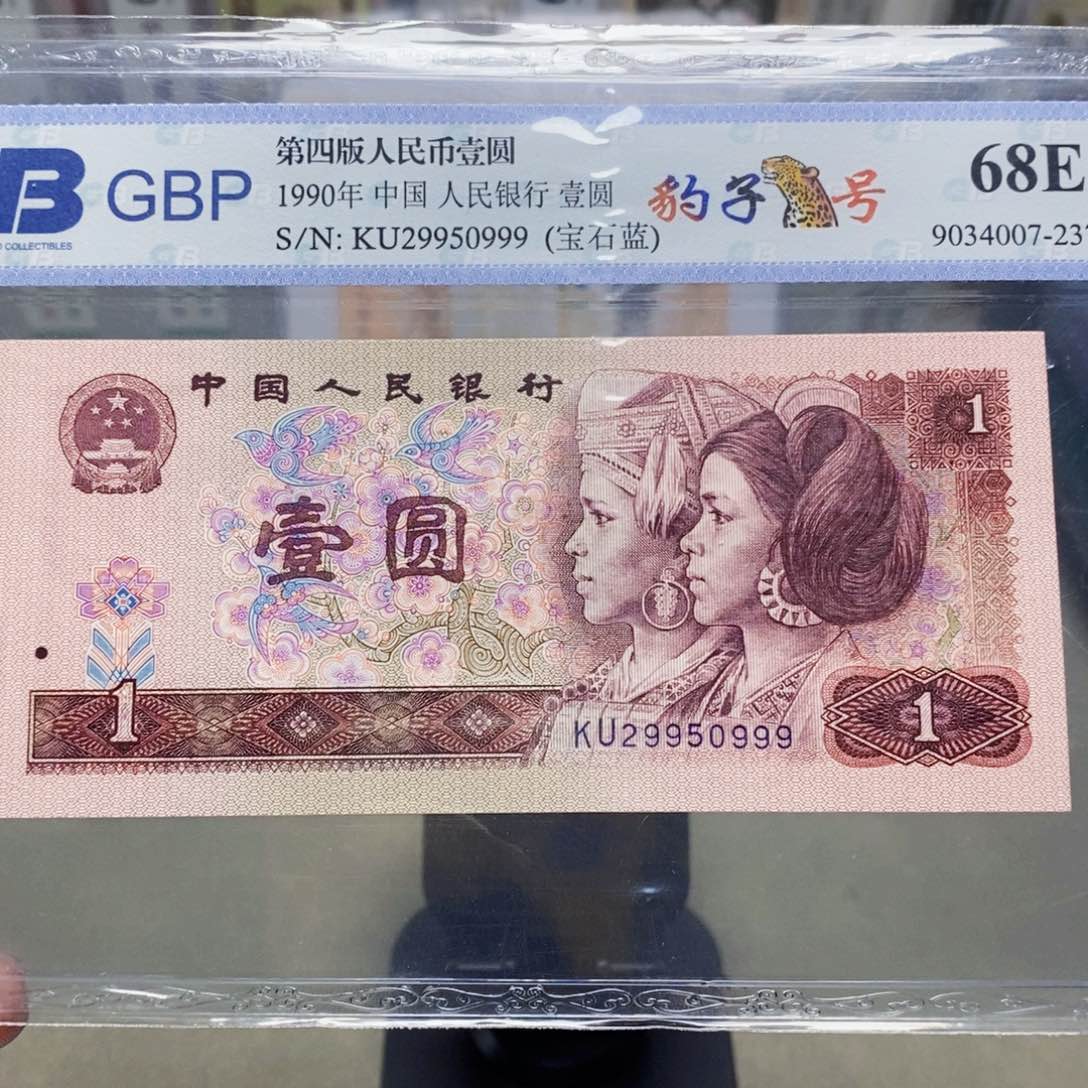 GBP
COLLECTIBLES
第四版人民币壹圆
1990年 中国 人民银行 壹圆
S/N: KU29950999 (宝石蓝)
豹子号
68E
9034007-237
中国人民银行
1
壹圆
1
KU29950999
1